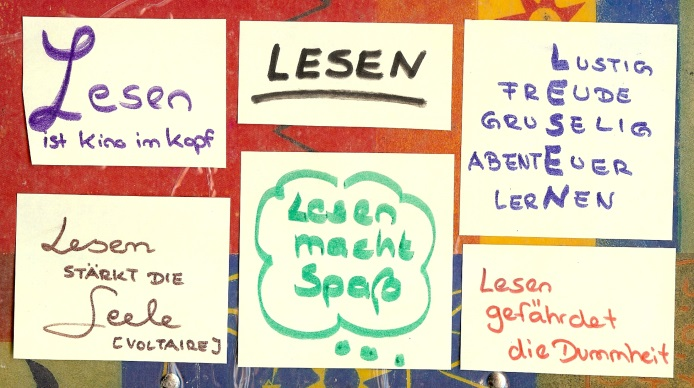 Lesen
ist Kino im Kopf
LESEN
LUSTIG
FREUDE
GRUSELIG
ABENTEUER
LERNEN
Lesen
STÄRKT DIE
Seele
[VOLTAIRE]
Lesen
macht
Spaß
Lesen
gefährdet
die Dummheit